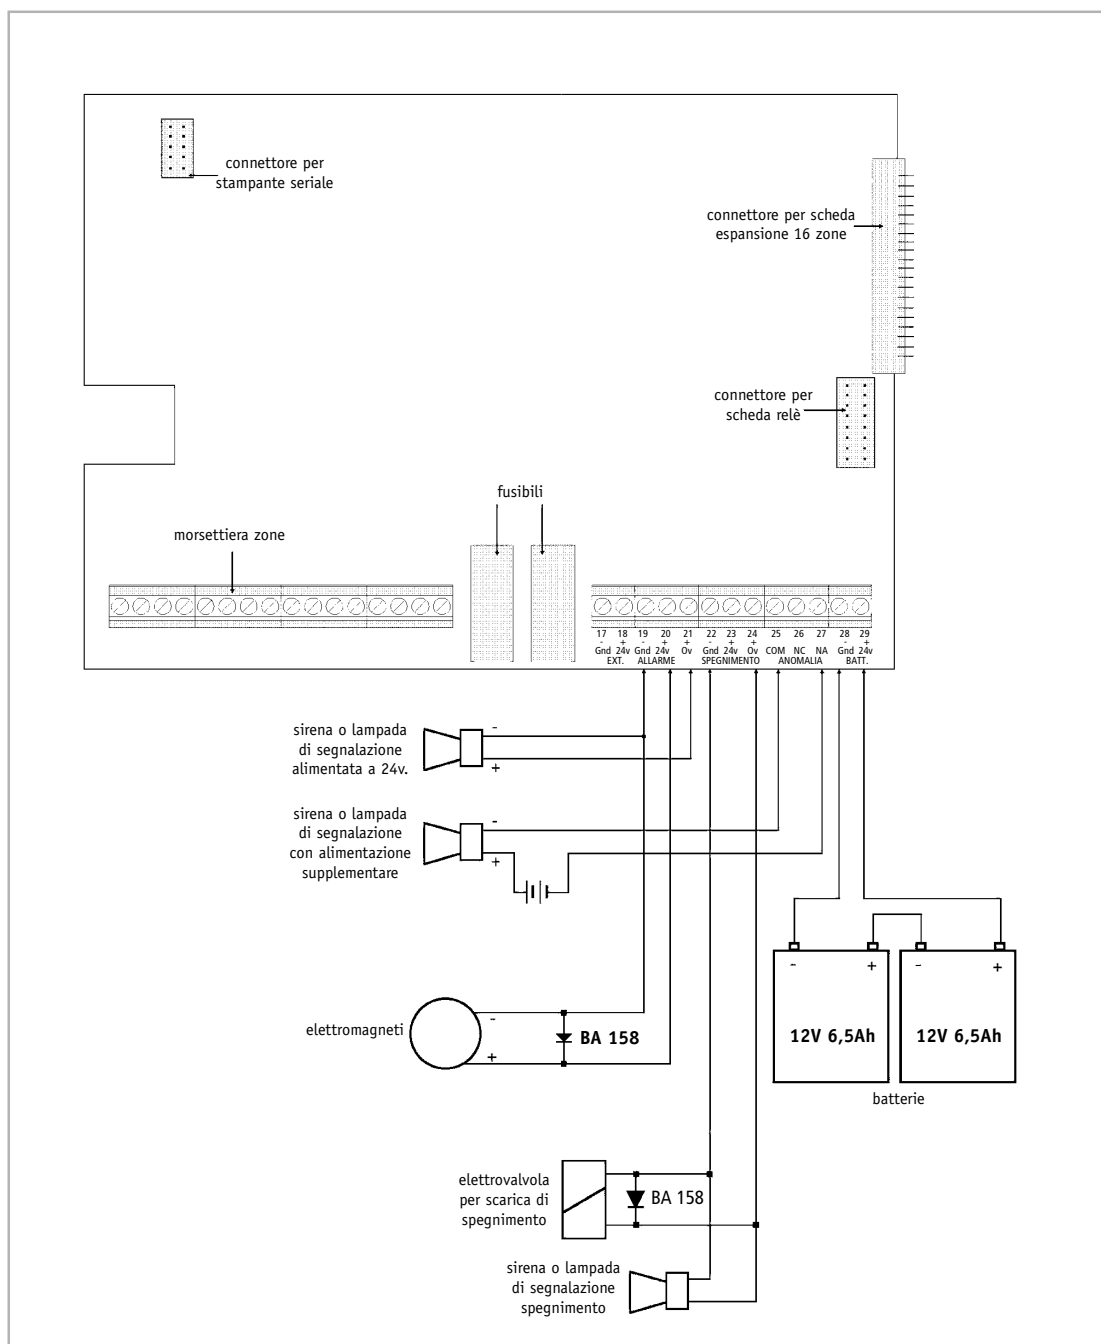 connettore per
stampante seriale
connettore per scheda
espansione 16 zone
connettore per
scheda relè
fusibili
morsettiera zone
17 18 19 20 21 22 23 24 25 26 27 28 29
- + - + + - + + - +
Gnd 24v Gnd 24v Ov Gnd 24v Ov COM NC NA Gnd 24v
EXT. ALLARME SPEGNIMENTO ANOMALIA BATT.
sirena o lampada
di segnalazione
alimentata a 24v.
-
+
sirena o lampada
di segnalazione
con alimentazione
supplementare
-
+
- + - +
12V 6,5Ah 12V 6,5Ah
batterie
elettromagneti
-
+
BA 158
elettrovalvola
per scarica di
spegnimento
BA 158
sirena o lampada
di segnalazione
spegnimento